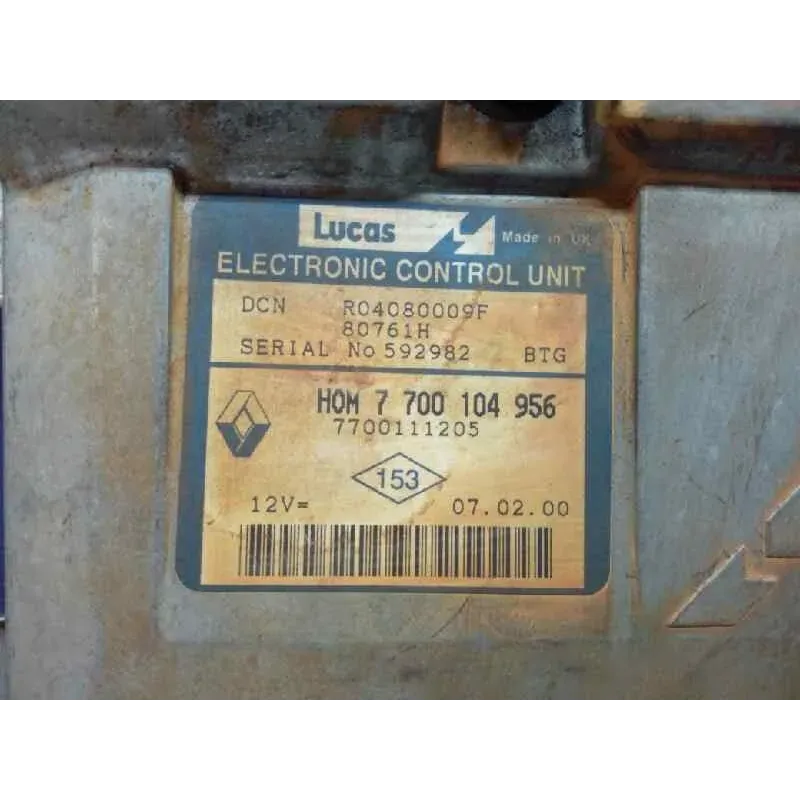 Lucas Made in UK
ELECTRONIC CONTROL UNIT
DCN R04080009F
80761H
SERIAL No 592982 BTG
HOM 7 700 104 956
7700111205
153
12V= 07.02.00